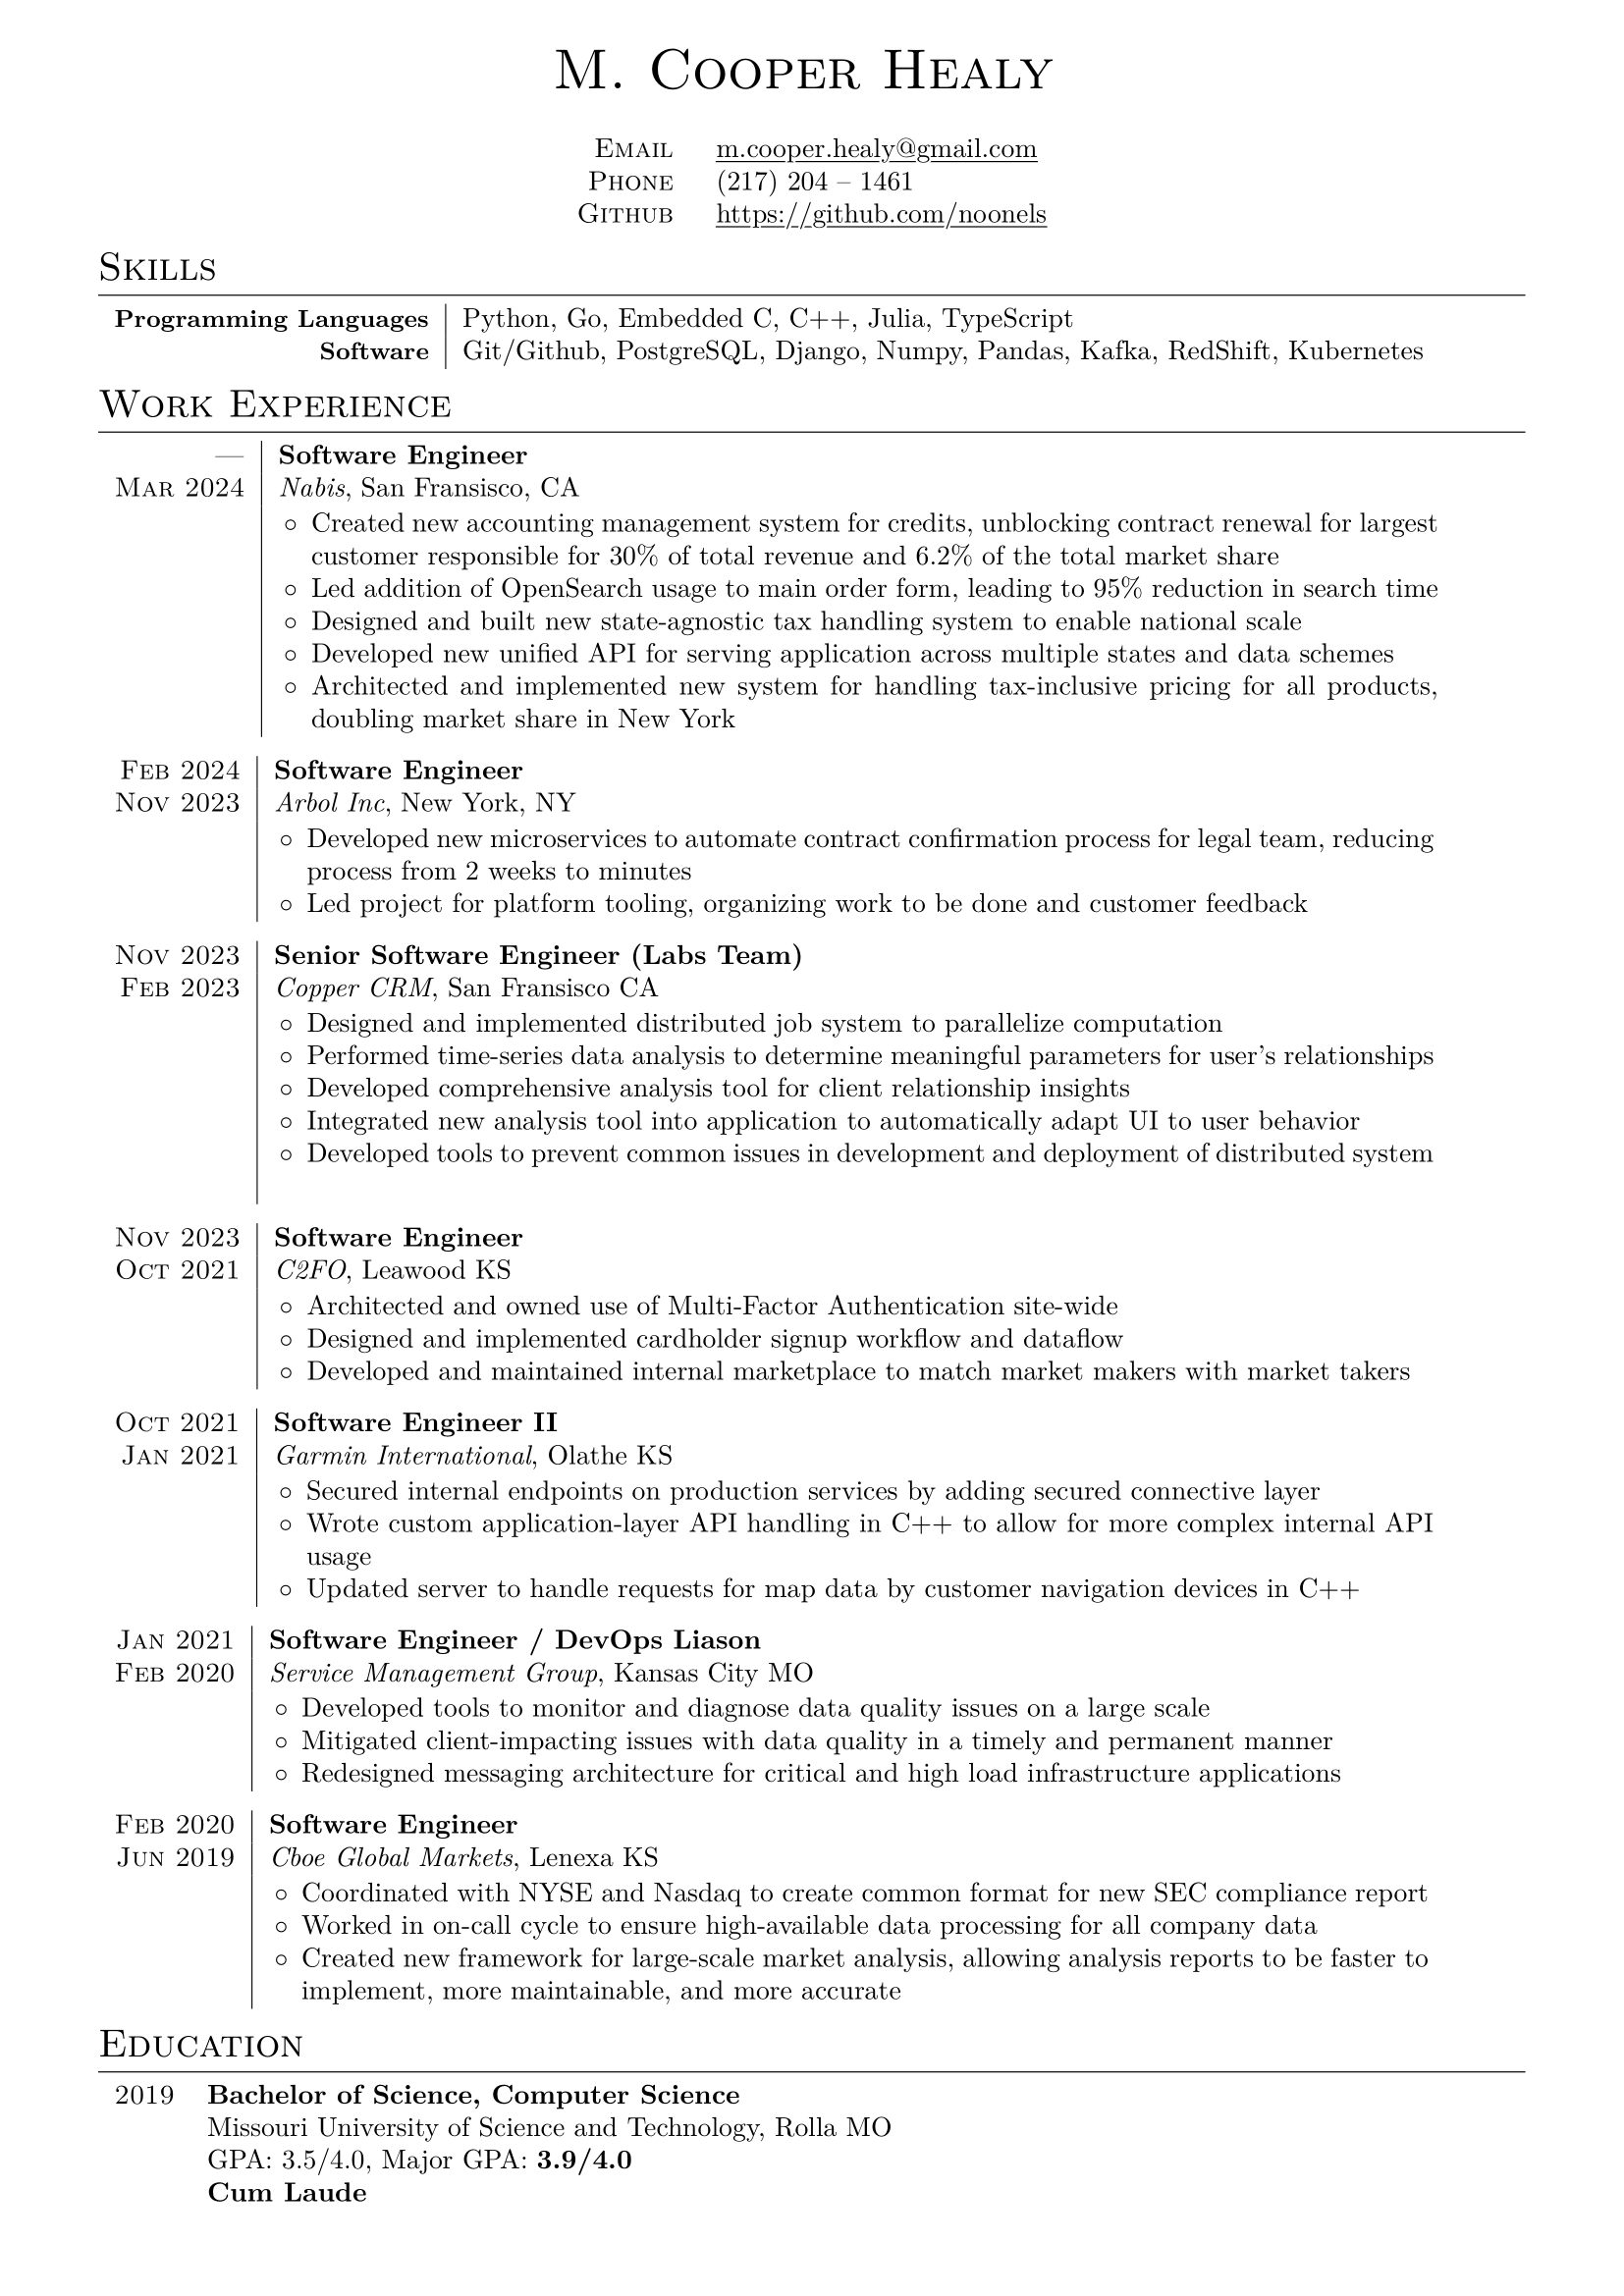 M. Cooper Healy
Email m.cooper.healy@gmail.com
Phone (217) 204 – 1461
Github https://github.com/noonels
Skills
Programming Languages Python, Go, Embedded C, C++, Julia, TypeScript
Software Git/Github, PostgreSQL, Django, Numpy, Pandas, Kafka, RedShift, Kubernetes
Work Experience
— Software Engineer
Mar 2024 Nabis, San Fransisco, CA
◦ Created new accounting management system for credits, unblocking contract renewal for largest
customer responsible for 30% of total revenue and 6.2% of the total market share
◦ Led addition of OpenSearch usage to main order form, leading to 95% reduction in search time
◦ Designed and built new state-agnostic tax handling system to enable national scale
◦ Developed new unified API for serving application across multiple states and data schemes
◦ Architected and implemented new system for handling tax-inclusive pricing for all products,
doubling market share in New York
Feb 2024 Software Engineer
Nov 2023 Arbol Inc, New York, NY
◦ Developed new microservices to automate contract confirmation process for legal team, reducing
process from 2 weeks to minutes
◦ Led project for platform tooling, organizing work to be done and customer feedback
Nov 2023 Senior Software Engineer (Labs Team)
Feb 2023 Copper CRM, San Fransisco CA
◦ Designed and implemented distributed job system to parallelize computation
◦ Performed time-series data analysis to determine meaningful parameters for user's relationships
◦ Developed comprehensive analysis tool for client relationship insights
◦ Integrated new analysis tool into application to automatically adapt UI to user behavior
◦ Developed tools to prevent common issues in development and deployment of distributed system
Nov 2023 Software Engineer
Oct 2021 C2FO, Leawood KS
◦ Architected and owned use of Multi-Factor Authentication site-wide
◦ Designed and implemented cardholder signup workflow and dataflow
◦ Developed and maintained internal marketplace to match market makers with market takers
Oct 2021 Software Engineer II
Jan 2021 Garmin International, Olathe KS
◦ Secured internal endpoints on production services by adding secured connective layer
◦ Wrote custom application-layer API handling in C++ to allow for more complex internal API
usage
◦ Updated server to handle requests for map data by customer navigation devices in C++
Jan 2021 Software Engineer / DevOps Liason
Feb 2020 Service Management Group, Kansas City MO
◦ Developed tools to monitor and diagnose data quality issues on a large scale
◦ Mitigated client-impacting issues with data quality in a timely and permanent manner
◦ Redesigned messaging architecture for critical and high load infrastructure applications
Feb 2020 Software Engineer
Jun 2019 Cboe Global Markets, Lenexa KS
◦ Coordinated with NYSE and Nasdaq to create common format for new SEC compliance report
◦ Worked in on-call cycle to ensure high-available data processing for all company data
◦ Created new framework for large-scale market analysis, allowing analysis reports to be faster to
implement, more maintainable, and more accurate
Education
2019 Bachelor of Science, Computer Science
Missouri University of Science and Technology, Rolla MO
GPA: 3.5/4.0, Major GPA: 3.9/4.0
Cum Laude